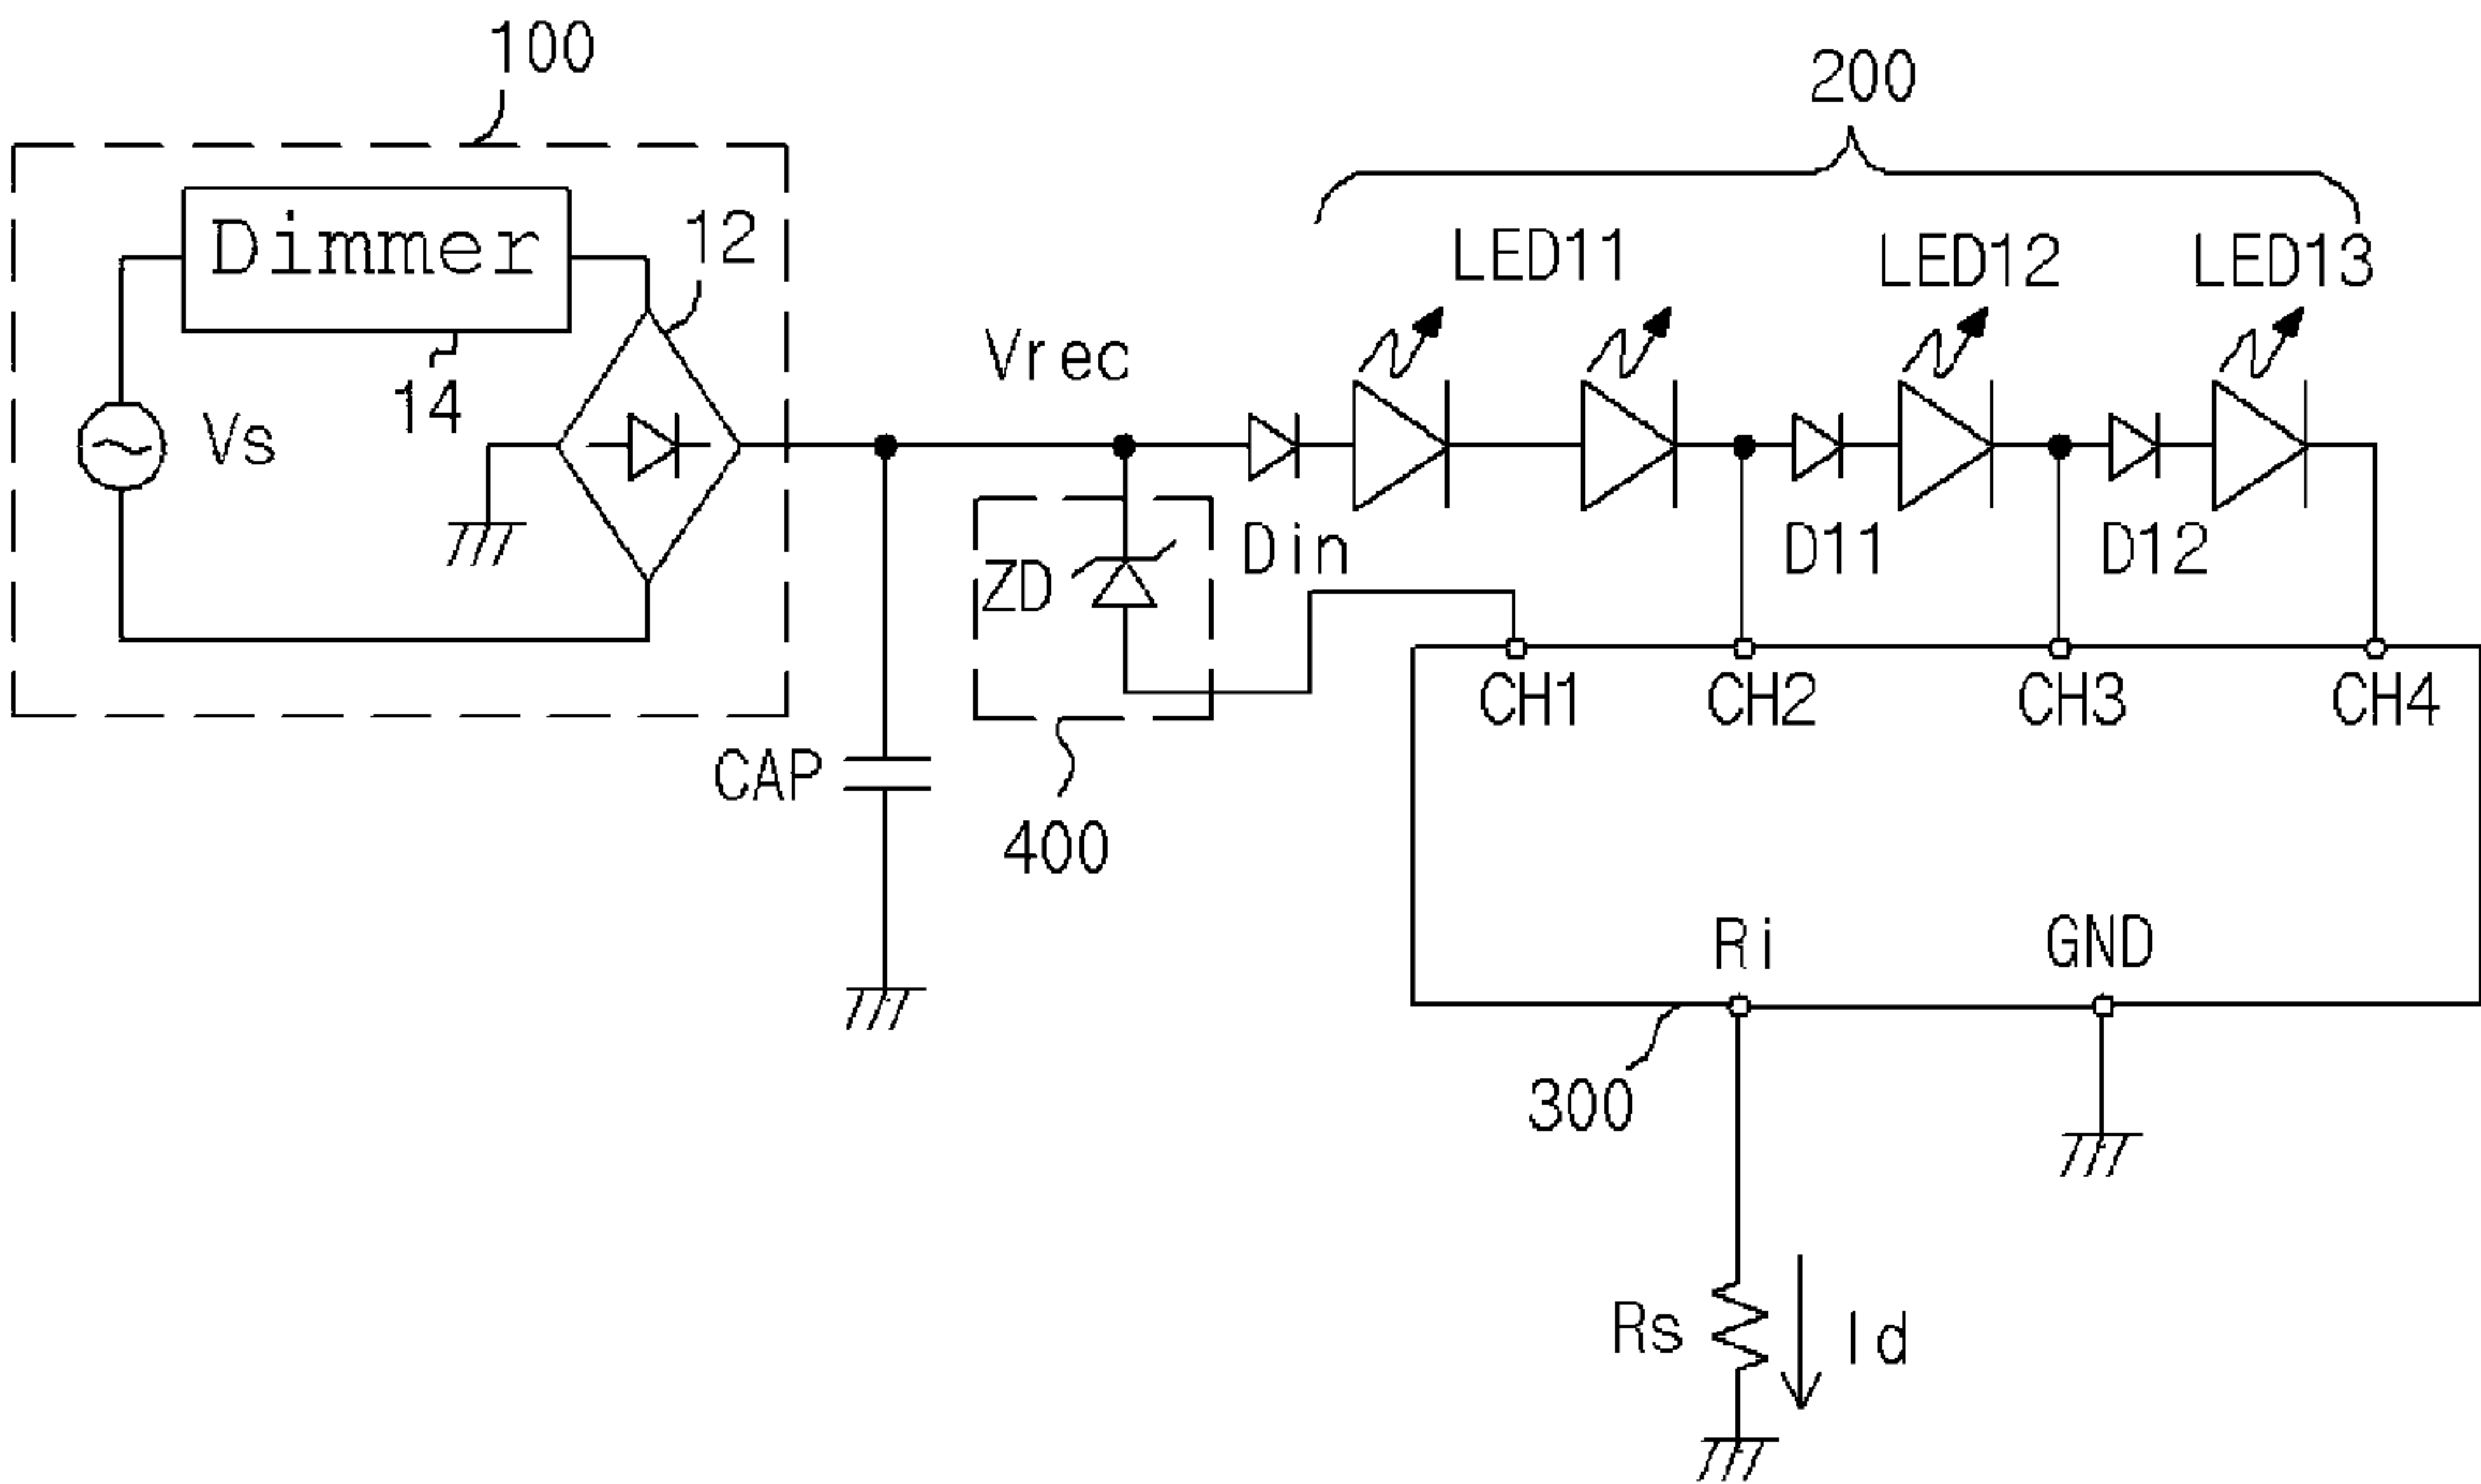 100
200
Dimmer
12
LED11
LED12
LED13
Vrec
14
Vs
Din
D11
D12
ZD
CH1
CH2
CH3
CH4
CAP
400
Ri
GND
300
Rs
Id